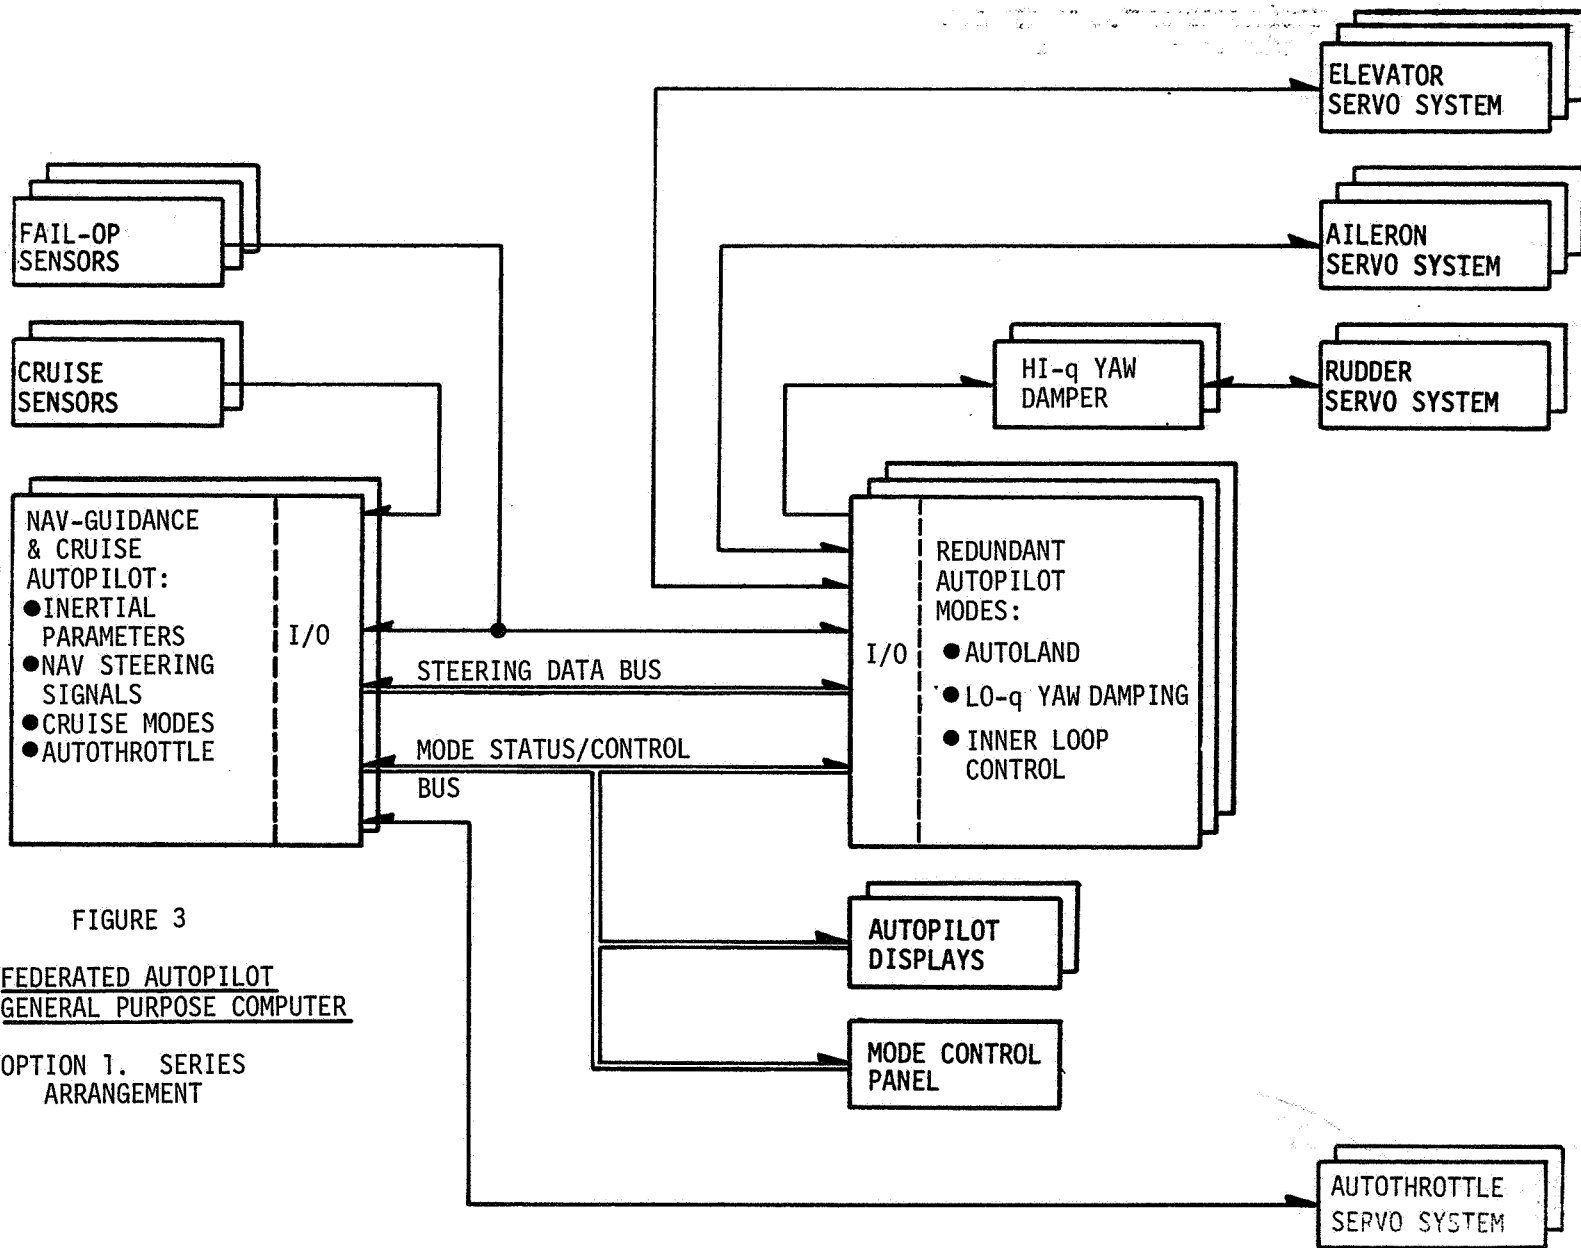 ELEVATOR
SERVO SYSTEM
FAIL-OP
SENSORS
AILERON
SERVO SYSTEM
CRUISE
SENSORS
HI-q YAW
DAMPER
RUDDER
SERVO SYSTEM
NAV-GUIDANCE
& CRUISE
AUTOPILOT:
●INERTIAL
PARAMETERS
●NAV STEERING
SIGNALS
●CRUISE MODES
●AUTOTHROTTLE
I/O
STEERING DATA BUS
MODE STATUS/CONTROL
BUS
I/O
REDUNDANT
AUTOPILOT
MODES:
● AUTOLAND
● LO-q YAW DAMPING
● INNER LOOP
CONTROL
AUTOPILOT
DISPLAYS
MODE CONTROL
PANEL
AUTOTHROTTLE
SERVO SYSTEM
FIGURE 3
FEDERATED AUTOPILOT
GENERAL PURPOSE COMPUTER
OPTION 1. SERIES
ARRANGEMENT